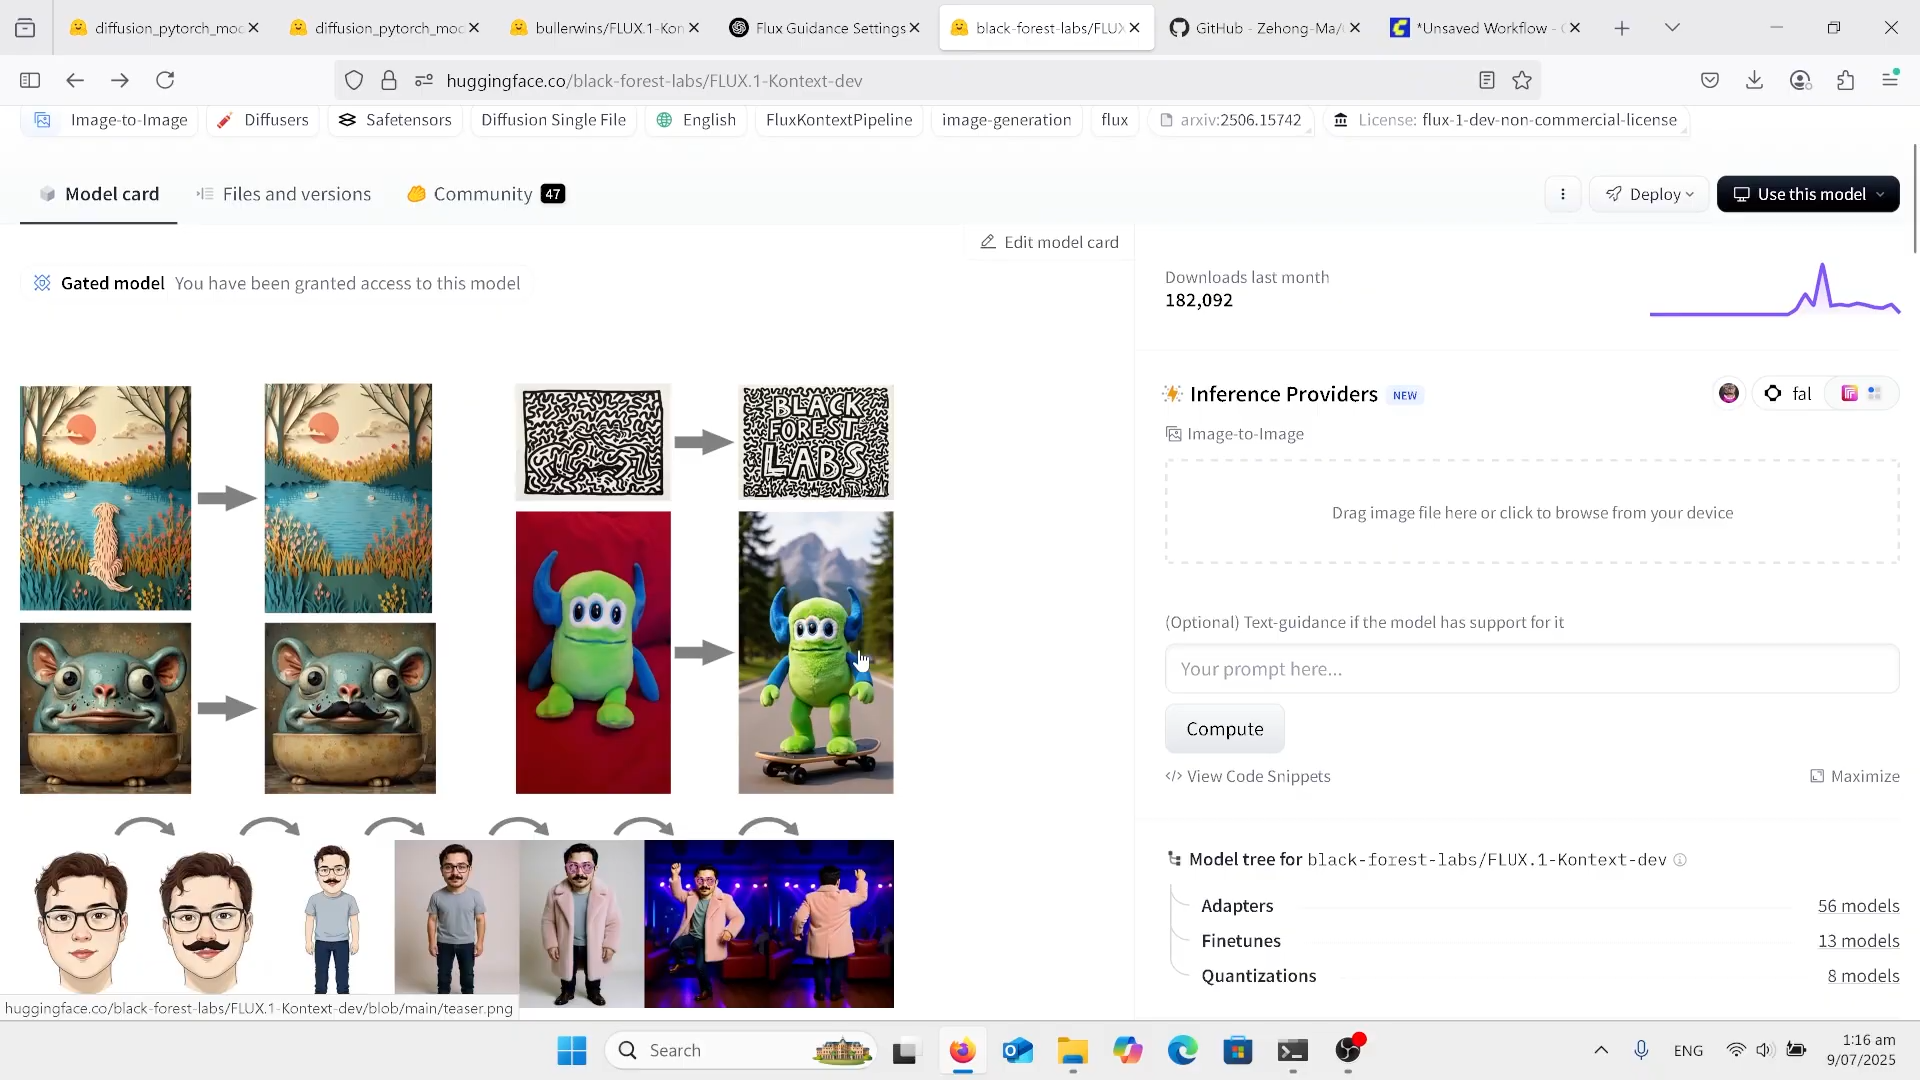 diffusion_pytorch_moc
diffusion_pytorch_moc
bullerwins/FLUX.1-Kon
Flux Guidance Settings
black-forest-labs/FLUX
GitHub - Zehong-Ma/
*Unsaved Workflow -
huggingface.co/black-forest-labs/FLUX.1-Kontext-dev
Image-to-Image
Diffusers
Safetensors
Diffusion Single File
English
FluxKontextPipeline
image-generation
flux
arxiv:2506.15742
License: flux-1-dev-non-commercial-license
Model card
Files and versions
Community 47
Deploy
Use this model
Edit model card
Gated model You have been granted access to this model
Downloads last month
182,092
BLACK
FOREST
LABS
Inference Providers NEW
fal
Image-to-Image
Drag image file here or click to browse from your device
(Optional) Text-guidance if the model has support for it
Your prompt here...
Compute
</> View Code Snippets
Maximize
Model tree for black-forest-labs/FLUX.1-Kontext-dev
Adapters
56 models
Finetunes
13 models
Quantizations
8 models
huggingface.co/black-forest-labs/FLUX.1-Kontext-dev/blob/main/teaser.png
Search
ENG
1:16 am
9/07/2025